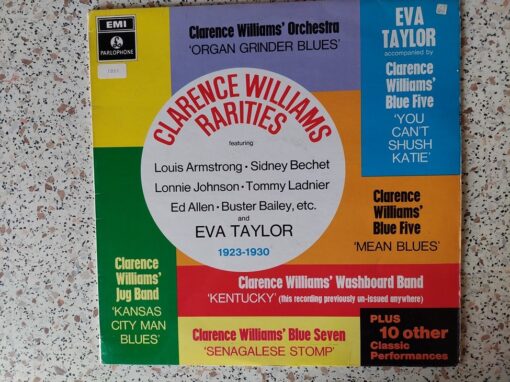 EMI
PARLOPHONE
Clarence Williams' Orchestra
'ORGAN GRINDER BLUES'
EVA
TAYLOR
accompanied by
Clarence
Williams'
Blue Five
'YOU
CAN'T
SHUSH
KATIE'
CLARENCE WILLIAMS
RARITIES
featuring
Louis Armstrong · Sidney Bechet
Lonnie Johnson · Tommy Ladnier
Ed Allen · Buster Bailey, etc.
and
EVA TAYLOR
1923-1930
Clarence
Williams'
Blue Five
'MEAN BLUES'
Clarence
Williams'
Jug Band
'KANSAS
CITY MAN
BLUES'
Clarence Williams' Washboard Band
'KENTUCKY' (this recording previously un-issued anywhere)
Clarence Williams' Blue Seven
'SENAGALESE STOMP'
PLUS
10 other
Classic
Performances